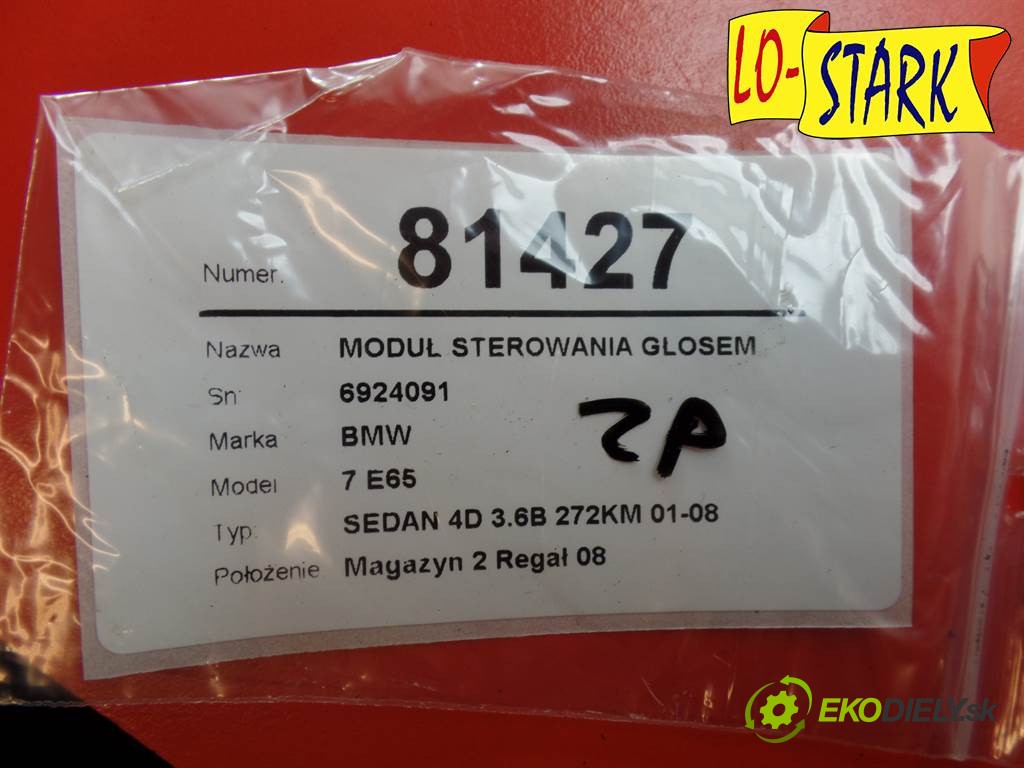 LO-STARK
Numer: 81427
Nazwa MODUŁ STEROWANIA GŁOSEM
Sn: 6924091
Marka BMW
Model 7 E65
Typ: SEDAN 4D 3.6B 272KM 01-08
Położenie Magazyn 2 Regał 08
ZP
EKODIELY.sk